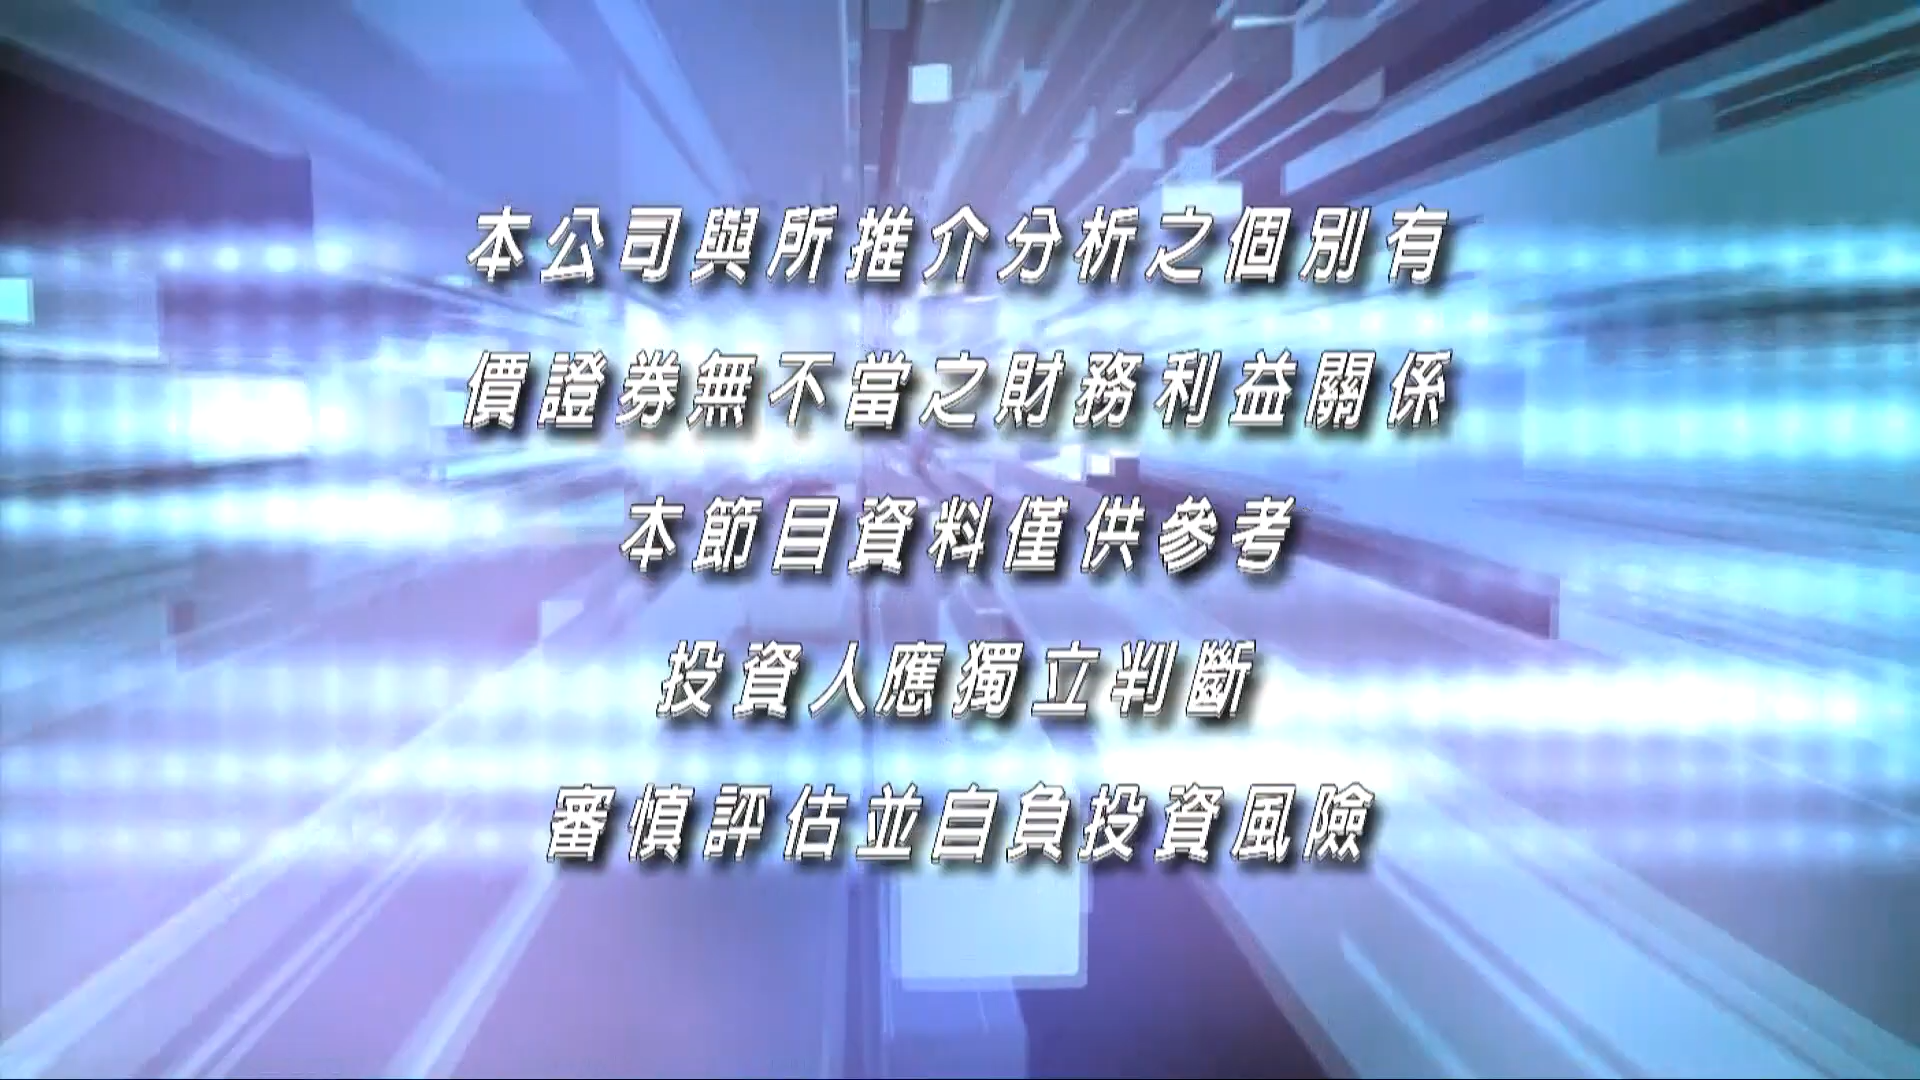 本公司與所推介分析之個別有
價證券無不當之財務利益關係
本節目資料僅供參考
投資人應獨立判斷
審慎評估並自負投資風險